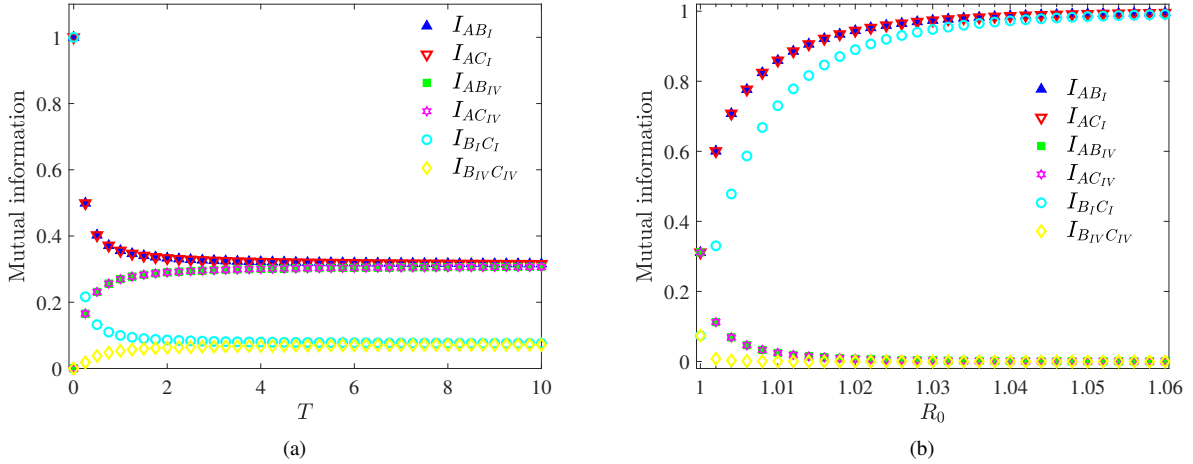 1
0.8
0.6
0.4
0.2
0
Mutual information
0 2 4 6 8 10
T
I_{AB_I}
I_{AC_I}
I_{AB_{IV}}
I_{AC_{IV}}
I_{B_IC_I}
I_{B_{IV}C_{IV}}
(a)
1
0.8
0.6
0.4
0.2
0
Mutual information
1 1.01 1.02 1.03 1.04 1.05 1.06
R_0
I_{AB_I}
I_{AC_I}
I_{AB_{IV}}
I_{AC_{IV}}
I_{B_IC_I}
I_{B_{IV}C_{IV}}
(b)